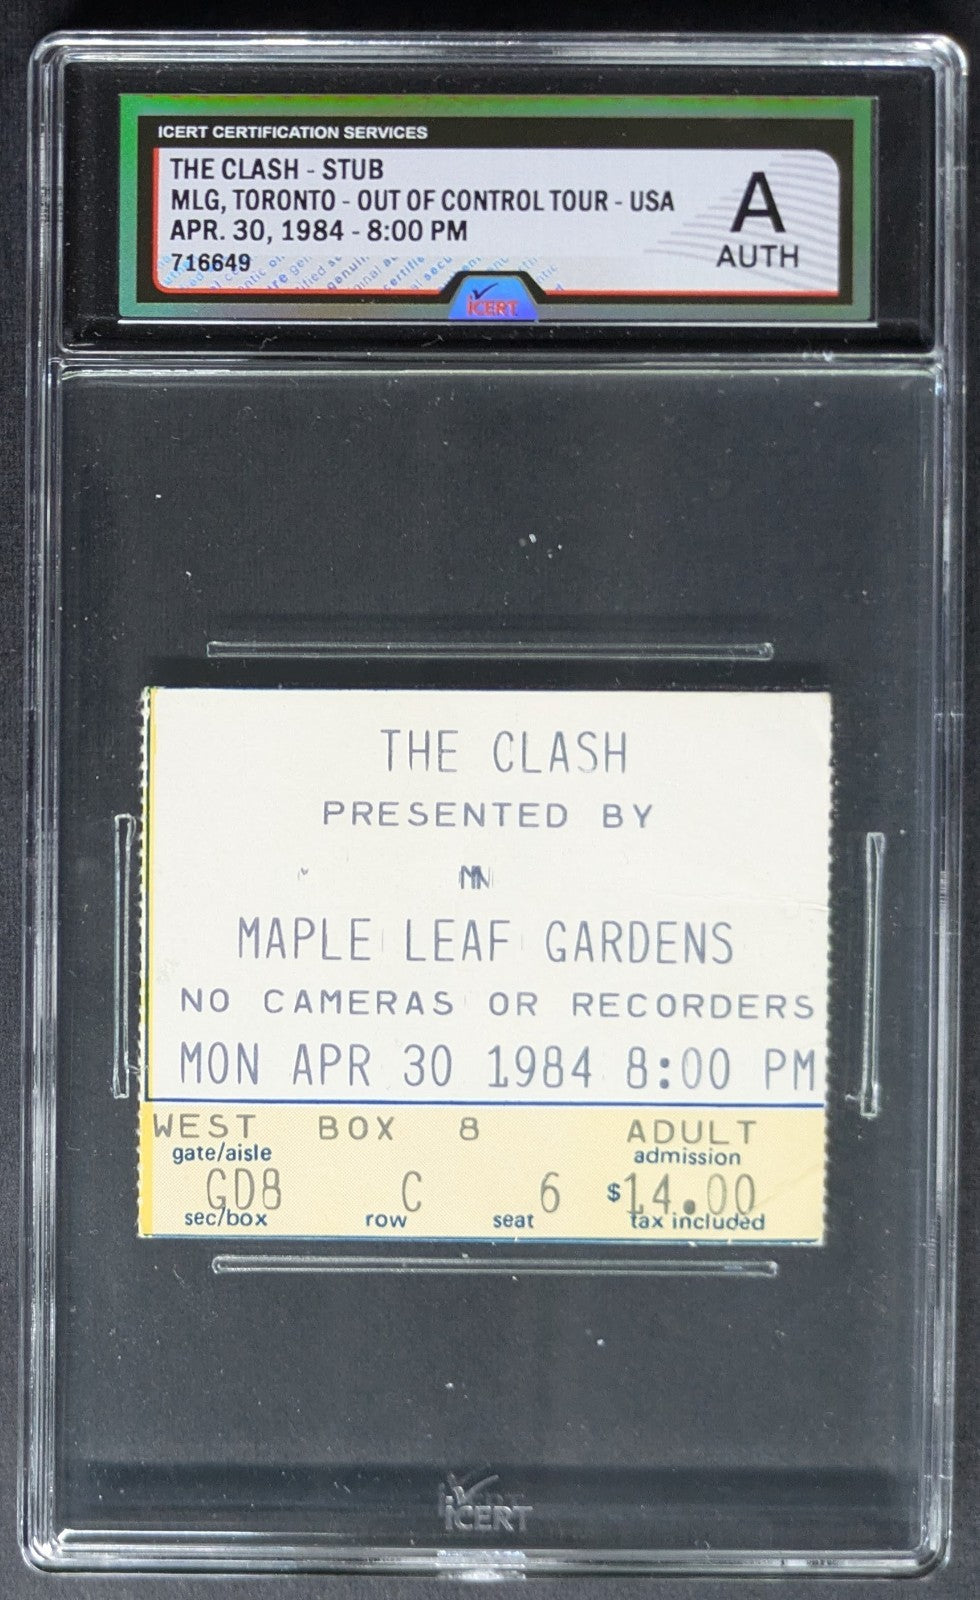 ICERT CERTIFICATION SERVICES
THE CLASH - STUB
MLG, TORONTO - OUT OF CONTROL TOUR - USA
APR. 30, 1984 - 8:00 PM
716649
A
AUTH
ICERT
THE CLASH
PRESENTED BY
MAPLE LEAF GARDENS
NO CAMERAS OR RECORDERS
MON APR 30 1984 8:00 PM
WEST BOX 8 ADULT
gate/aisle admission
GD8 C 6 $14.00
sec/box row seat tax included
ICERT